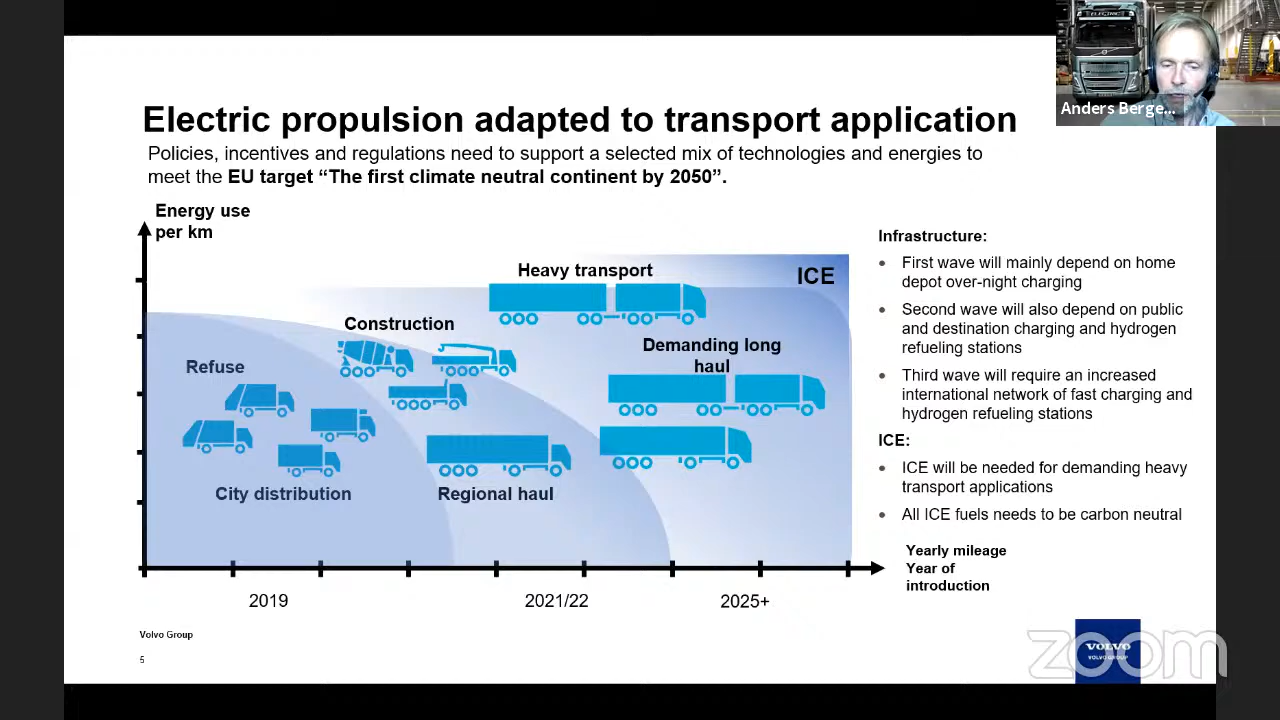 Electric propulsion adapted to transport application
Policies, incentives and regulations need to support a selected mix of technologies and energies to
meet the EU target “The first climate neutral continent by 2050”.
Anders Berge...
Energy use
per km
Heavy transport
ICE
Construction
Demanding long
haul
Refuse
City distribution
Regional haul
Infrastructure:
• First wave will mainly depend on home
depot over-night charging
• Second wave will also depend on public
and destination charging and hydrogen
refueling stations
• Third wave will require an increased
international network of fast charging and
hydrogen refueling stations
ICE:
• ICE will be needed for demanding heavy
transport applications
• All ICE fuels needs to be carbon neutral
Yearly mileage
Year of
introduction
2019
2021/22
2025+
Volvo Group
5
zoom
VOLVO
VOLVO GROUP